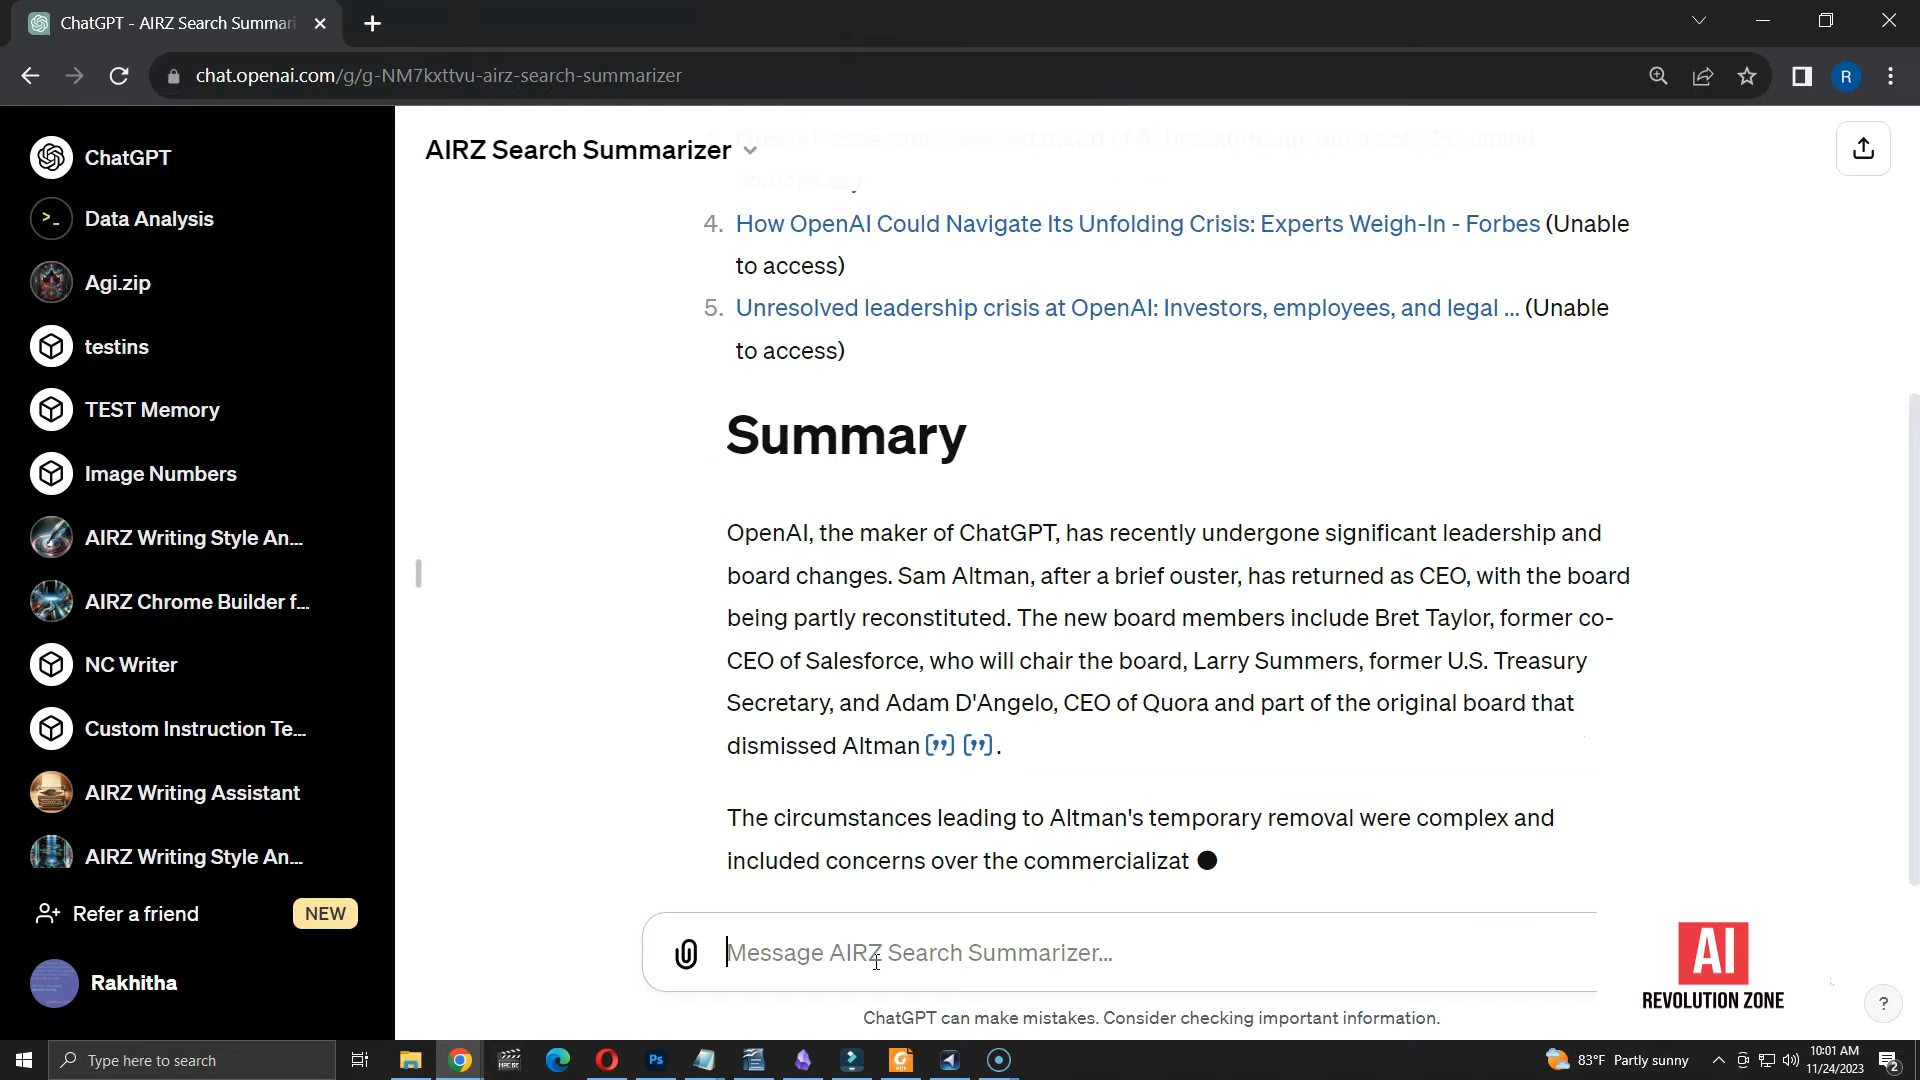 ChatGPT - AIRZ Search Summari
chat.openai.com/g/g-NM7kxttvu-airz-search-summarizer
R
ChatGPT
Data Analysis
Agi.zip
testins
TEST Memory
Image Numbers
AIRZ Writing Style An...
AIRZ Chrome Builder f...
NC Writer
Custom Instruction Te...
AIRZ Writing Assistant
AIRZ Writing Style An...
Refer a friend NEW
Rakhitha
AIRZ Search Summarizer
4. How OpenAI Could Navigate Its Unfolding Crisis: Experts Weigh-In - Forbes (Unable
to access)
5. Unresolved leadership crisis at OpenAI: Investors, employees, and legal ... (Unable
to access)
Summary
OpenAI, the maker of ChatGPT, has recently undergone significant leadership and
board changes. Sam Altman, after a brief ouster, has returned as CEO, with the board
being partly reconstituted. The new board members include Bret Taylor, former co-
CEO of Salesforce, who will chair the board, Larry Summers, former U.S. Treasury
Secretary, and Adam D'Angelo, CEO of Quora and part of the original board that
dismissed Altman ["] ["].
The circumstances leading to Altman's temporary removal were complex and
included concerns over the commercializat
Message AIRZ Search Summarizer...
ChatGPT can make mistakes. Consider checking important information.
AI
REVOLUTION ZONE
?
Type here to search
Ps
83°F Partly sunny
10:01 AM
11/24/2023
2